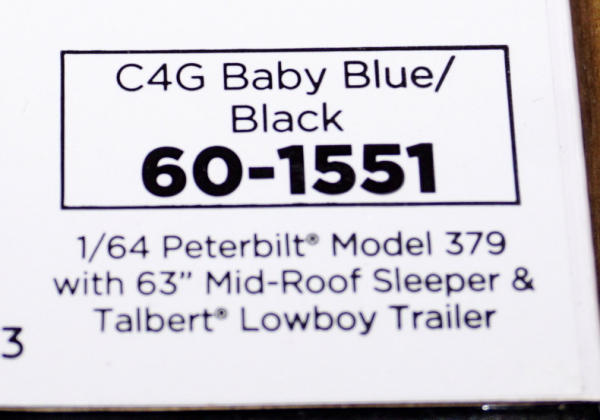 C4G Baby Blue/
Black
60-1551
1/64 Peterbilt® Model 379
with 63” Mid-Roof Sleeper &
Talbert® Lowboy Trailer
3